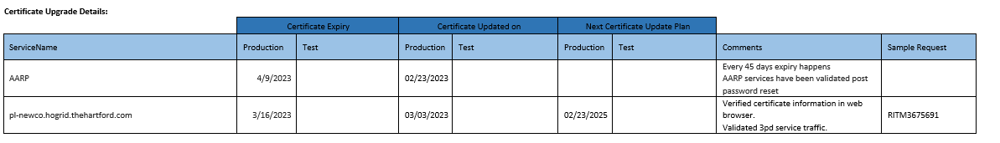 Certificate Upgrade Details:
Certificate Expiry Certificate Updated on Next Certificate Update Plan
ServiceName Production Test Production Test Production Test Comments Sample Request
AARP 4/9/2023 02/23/2023 Every 45 days expiry happens
AARP services have been validated post
password reset
pl-newco.hogrid.thehartford.com 3/16/2023 03/03/2023 02/23/2025 Verified certificate information in web
browser.
Validated 3pd service traffic. RITM3675691